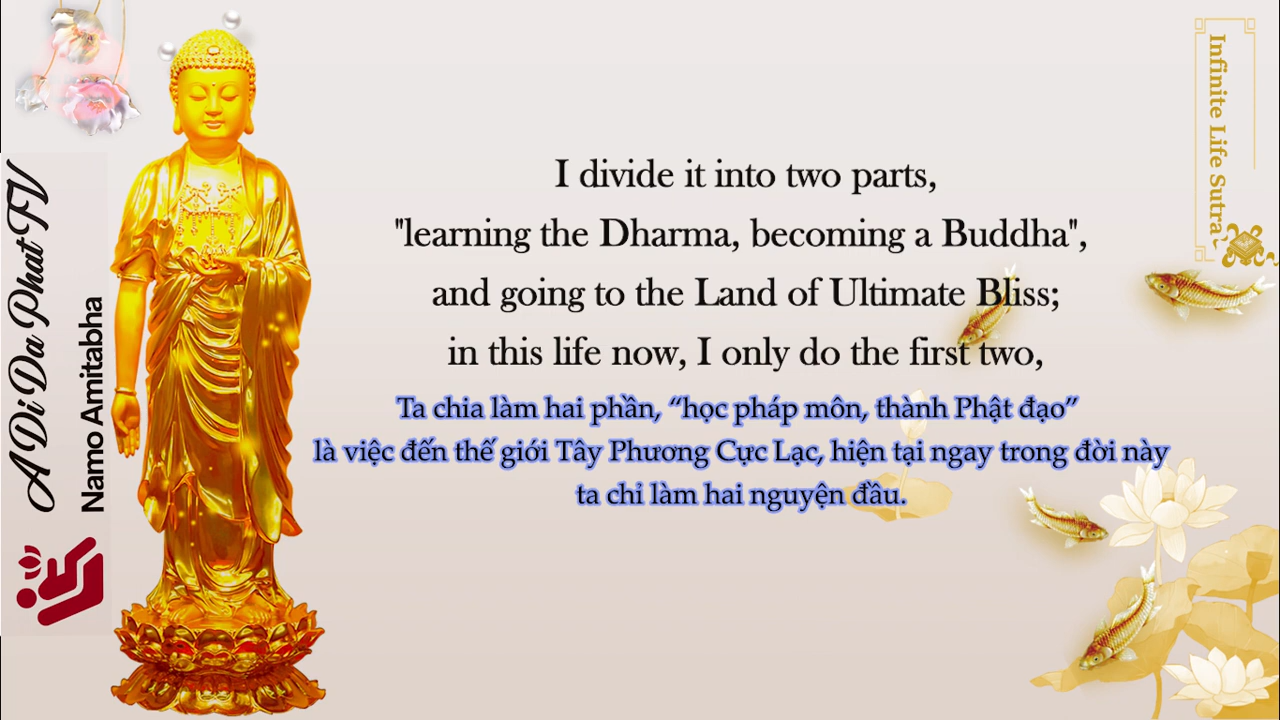 A Di Da Phat TV
Namo Amitabha
Infinite Life Sutra
I divide it into two parts,
"learning the Dharma, becoming a Buddha",
and going to the Land of Ultimate Bliss;
in this life now, I only do the first two,
Ta chia làm hai phần, “học pháp môn, thành Phật đạo”
là việc đến thế giới Tây Phương Cực Lạc, hiện tại ngay trong đời này
ta chỉ làm hai nguyện đầu.